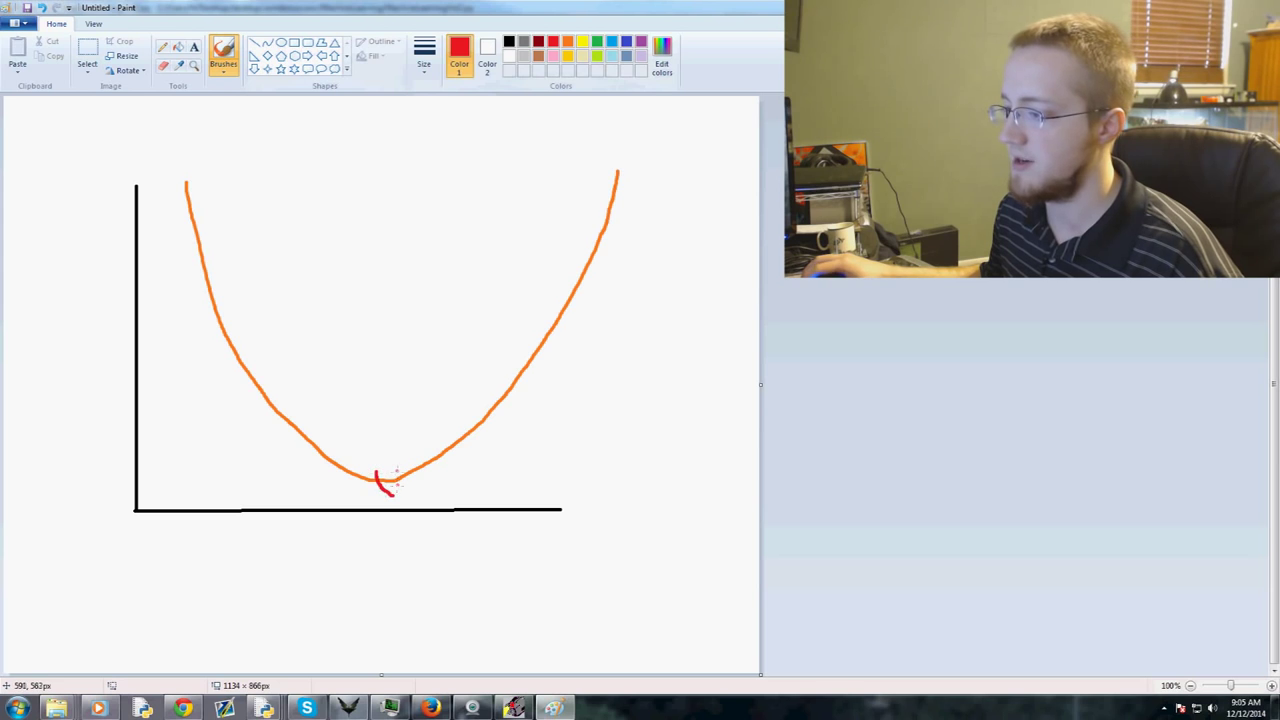 Untitled - Paint
Home
View
Paste
Cut
Copy
Clipboard
Select
Crop
Resize
Rotate
Image
A
Tools
Brushes
Outline
Fill
Shapes
Size
Color 1
Color 2
Edit colors
Colors
591, 562px
1134 × 866px
100%
9:05 AM
12/12/2014